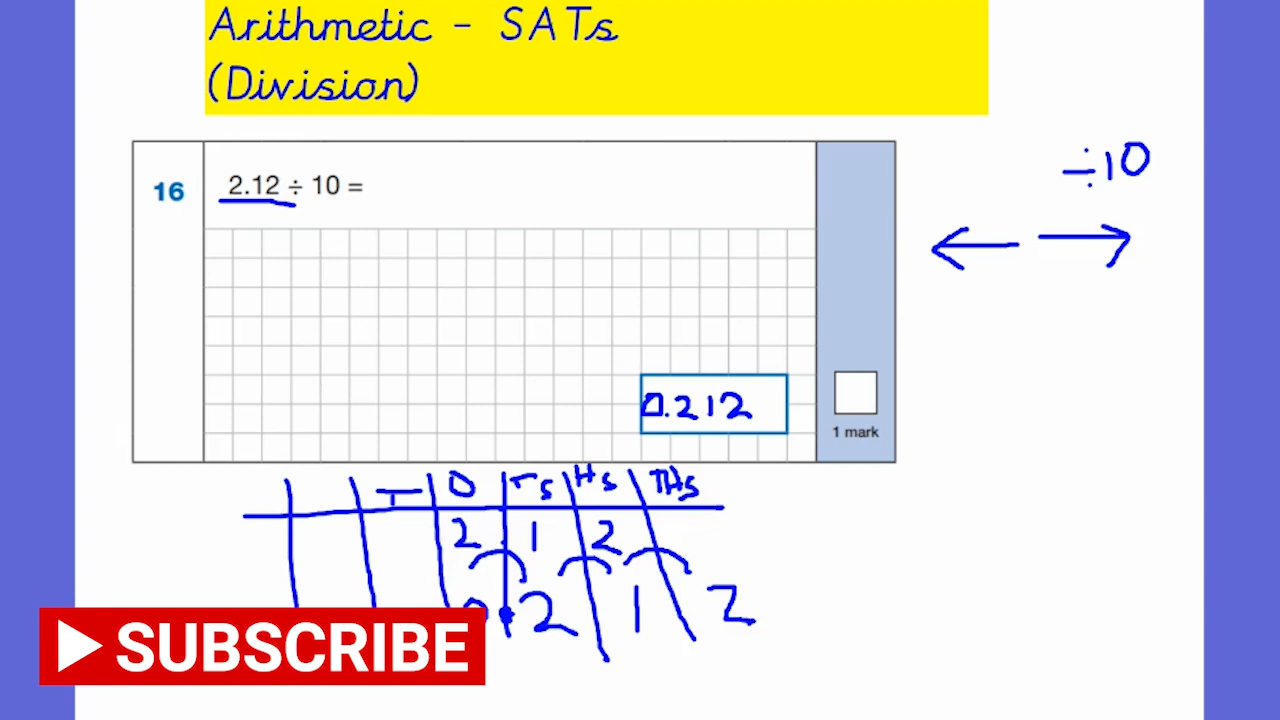 Arithmetic - SATs
(Division)
÷10
16 2.12 ÷ 10 =
0.212
1 mark
T O Ts Hs THs
2 . 1 2
0 . 2 1 2
SUBSCRIBE